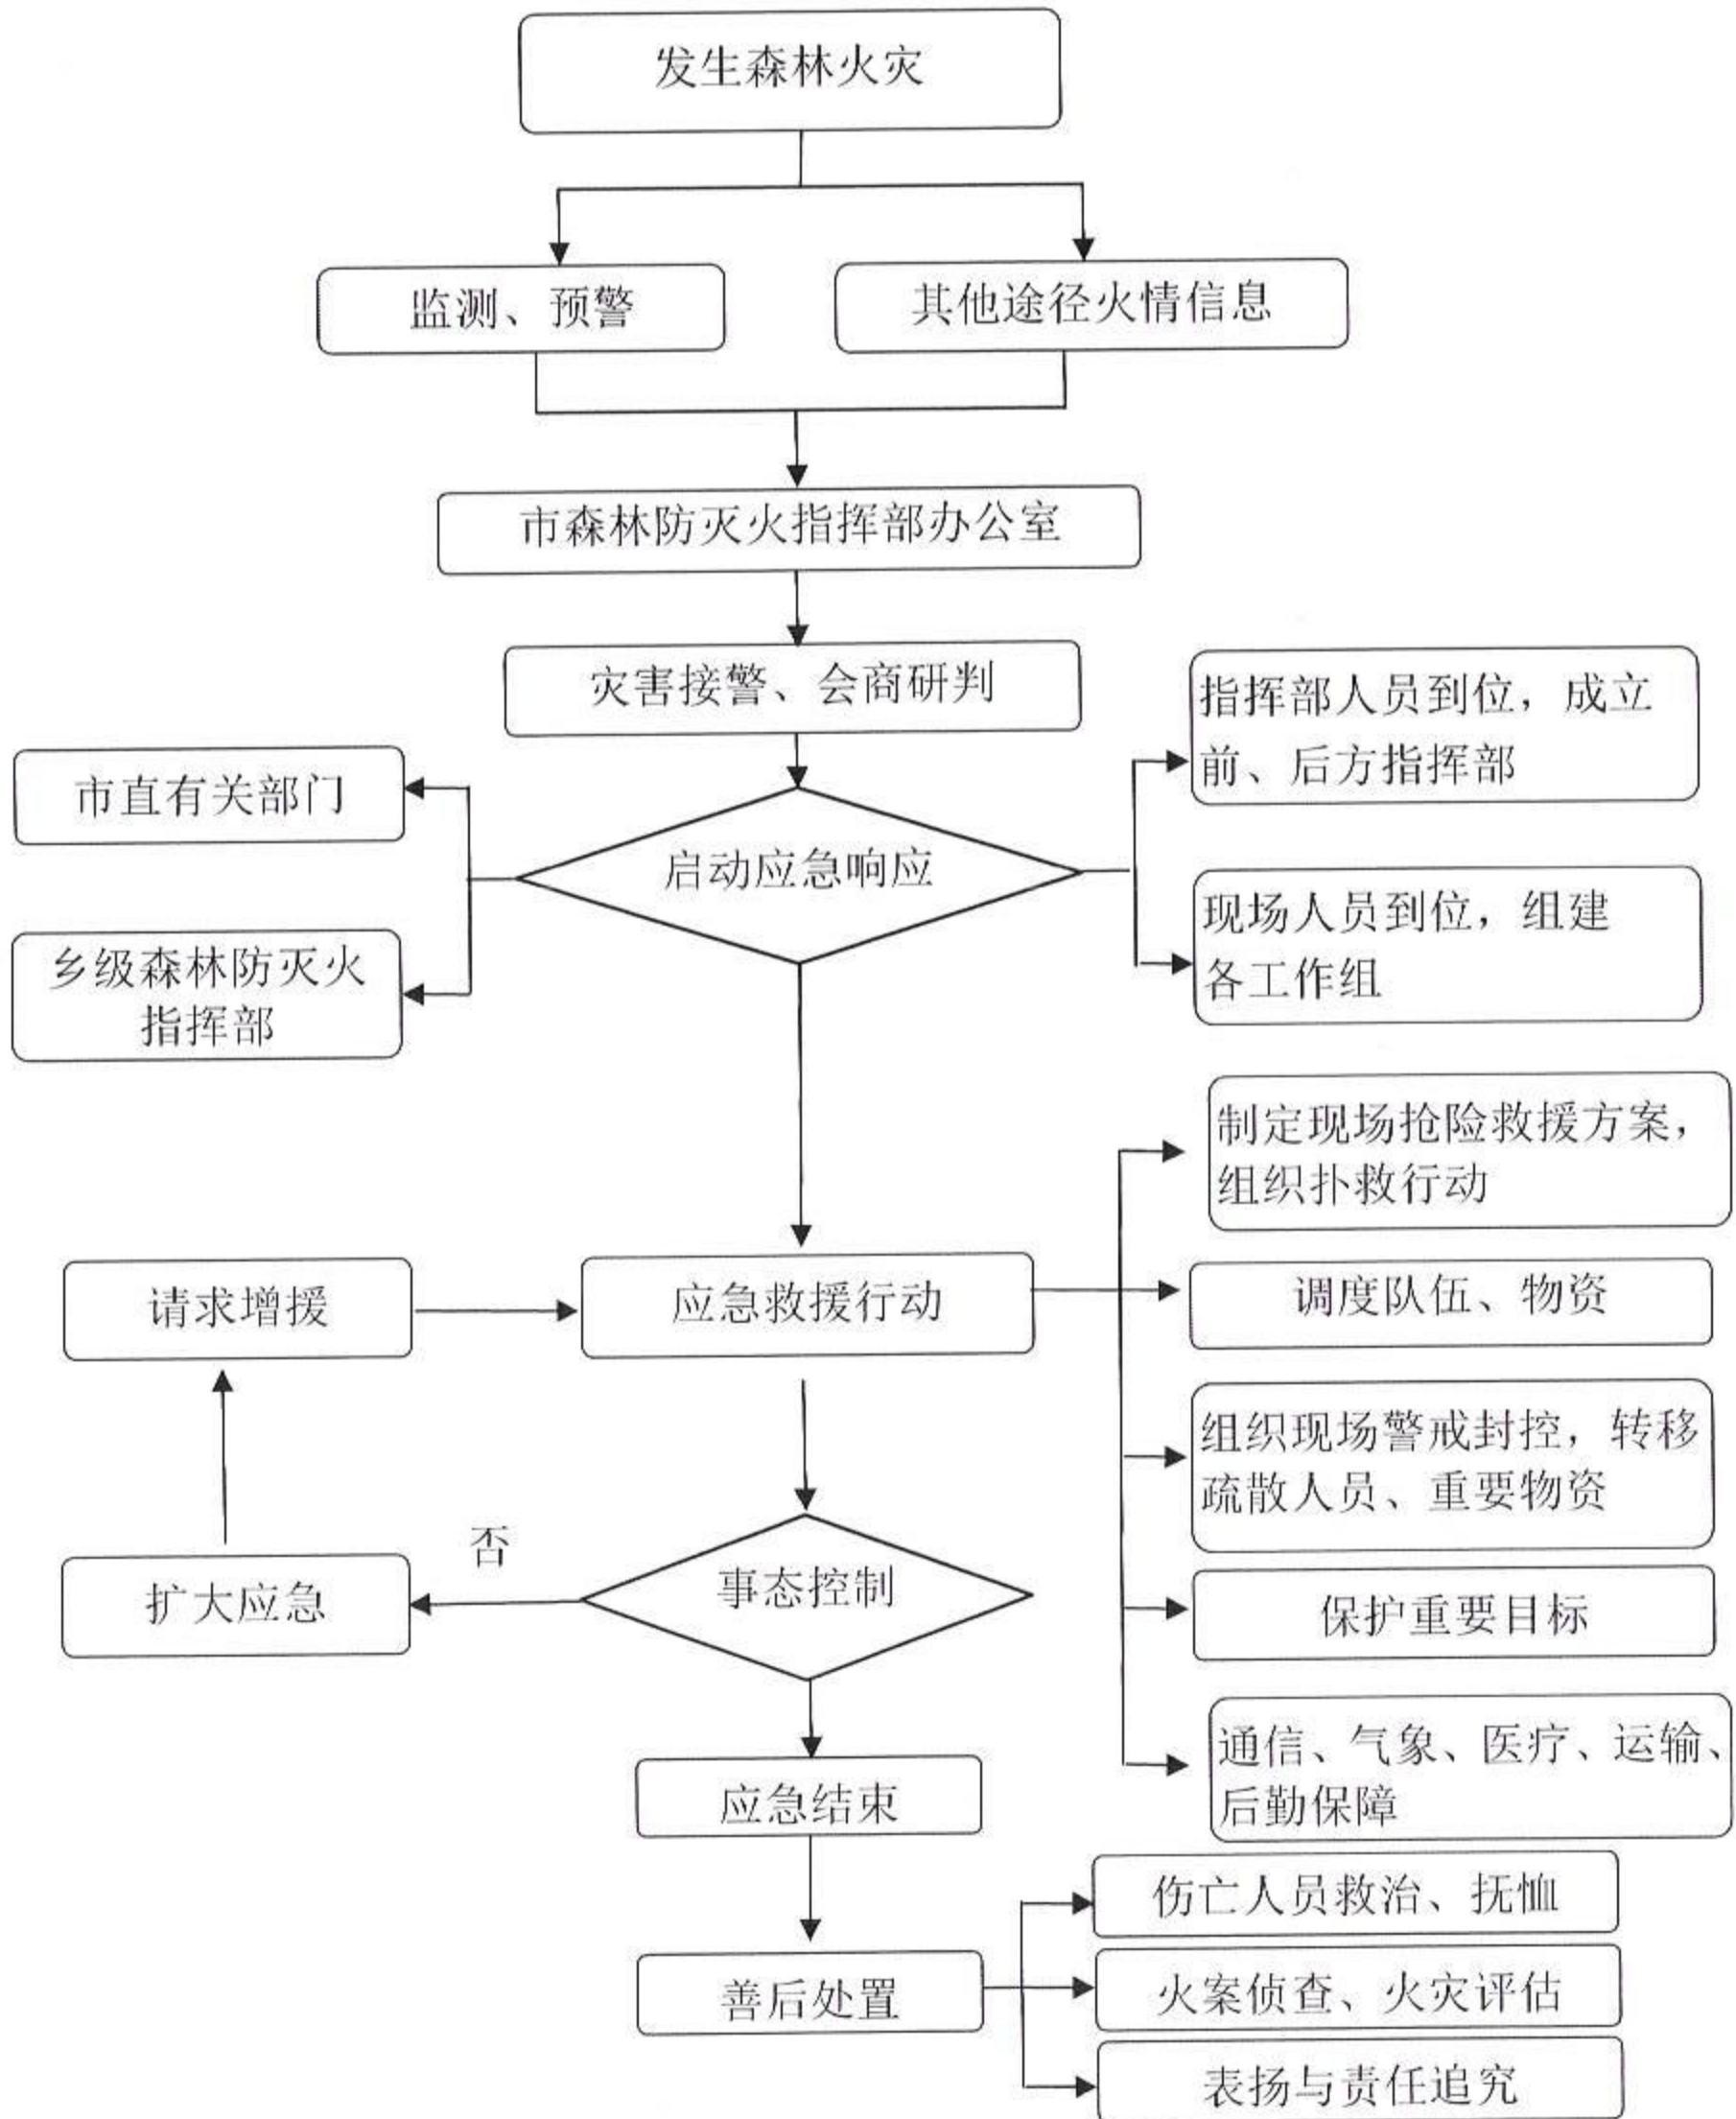 发生森林火灾
监测、预警
其他途径火情信息
市森林防灭火指挥部办公室
灾害接警、会商研判
指挥部人员到位，成立
前、后方指挥部
市直有关部门
启动应急响应
现场人员到位，组建
各工作组
乡级森林防灭火
指挥部
制定现场抢险救援方案，
组织扑救行动
请求增援
应急救援行动
调度队伍、物资
组织现场警戒封控，转移
疏散人员、重要物资
否
扩大应急
事态控制
保护重要目标
通信、气象、医疗、运输、
后勤保障
应急结束
伤亡人员救治、抚恤
善后处置
火案侦查、火灾评估
表扬与责任追究